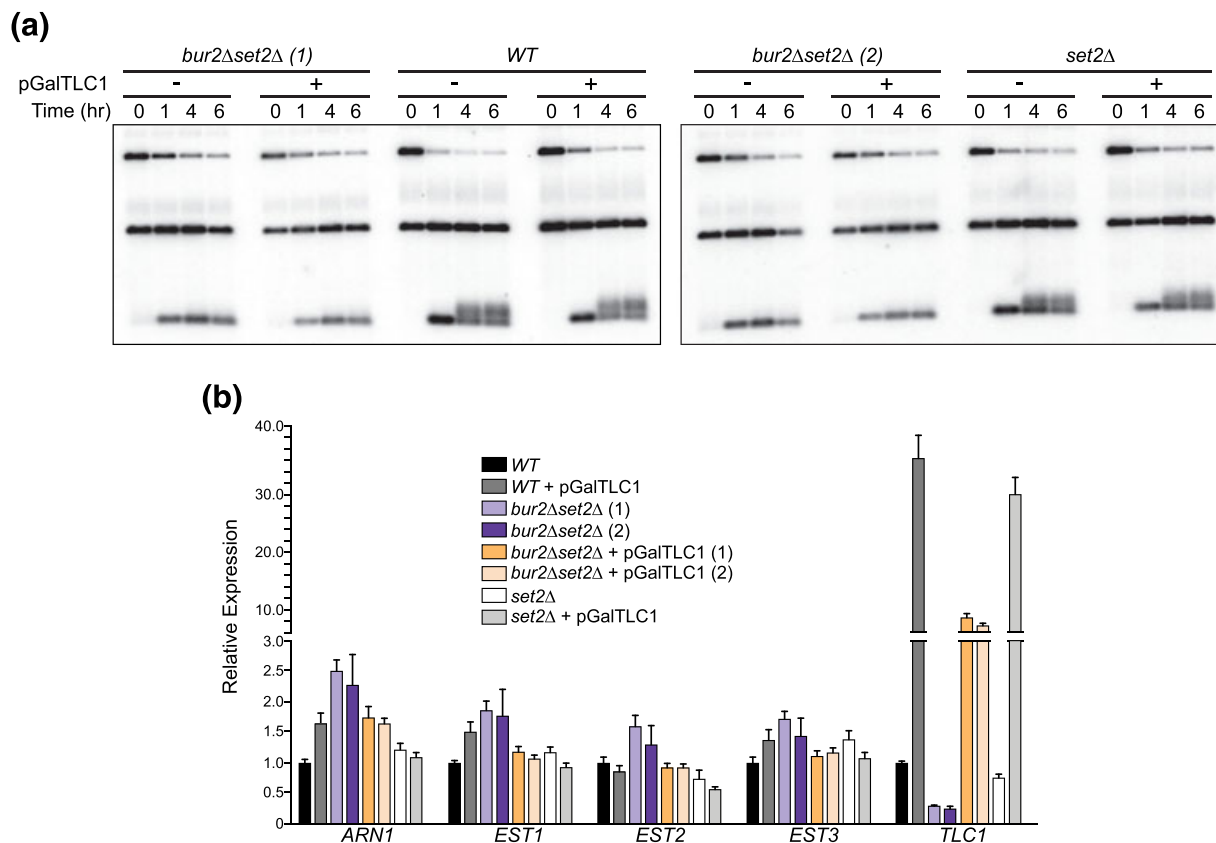 (a)
bur2Δset2Δ (1) WT bur2Δset2Δ (2) set2Δ
pGalTLC1 - + - + - + - +
Time (hr) 0 1 4 6 0 1 4 6 0 1 4 6 0 1 4 6 0 1 4 6 0 1 4 6 0 1 4 6 0 1 4 6
(b)
Relative Expression
40.0
30.0
20.0
10.0
3.0
2.5
2.0
1.5
1.0
0.5
0
WT
WT + pGalTLC1
bur2Δset2Δ (1)
bur2Δset2Δ (2)
bur2Δset2Δ + pGalTLC1 (1)
bur2Δset2Δ + pGalTLC1 (2)
set2Δ
set2Δ + pGalTLC1
ARN1 EST1 EST2 EST3 TLC1